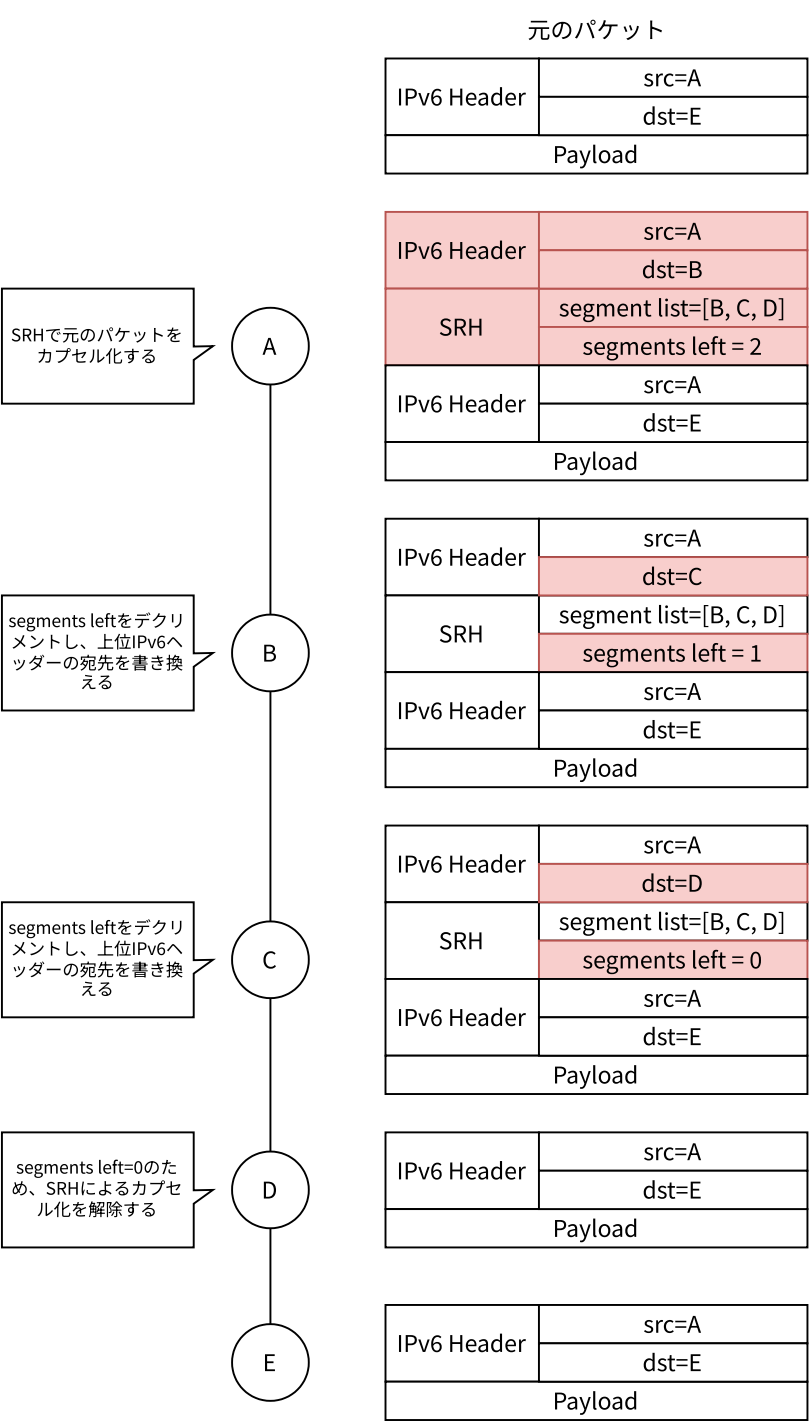 元のパケット
IPv6 Header
src=A
dst=E
Payload
SRHで元のパケットを
カプセル化する
A
IPv6 Header
src=A
dst=B
SRH
segment list=[B, C, D]
segments left = 2
IPv6 Header
src=A
dst=E
Payload
segments leftをデクリ
メントし、上位IPv6ヘ
ッダーの宛先を書き換
える
B
IPv6 Header
src=A
dst=C
SRH
segment list=[B, C, D]
segments left = 1
IPv6 Header
src=A
dst=E
Payload
segments leftをデクリ
メントし、上位IPv6ヘ
ッダーの宛先を書き換
える
C
IPv6 Header
src=A
dst=D
SRH
segment list=[B, C, D]
segments left = 0
IPv6 Header
src=A
dst=E
Payload
segments left=0のた
め、SRHによるカプセ
ル化を解除する
D
IPv6 Header
src=A
dst=E
Payload
E
IPv6 Header
src=A
dst=E
Payload